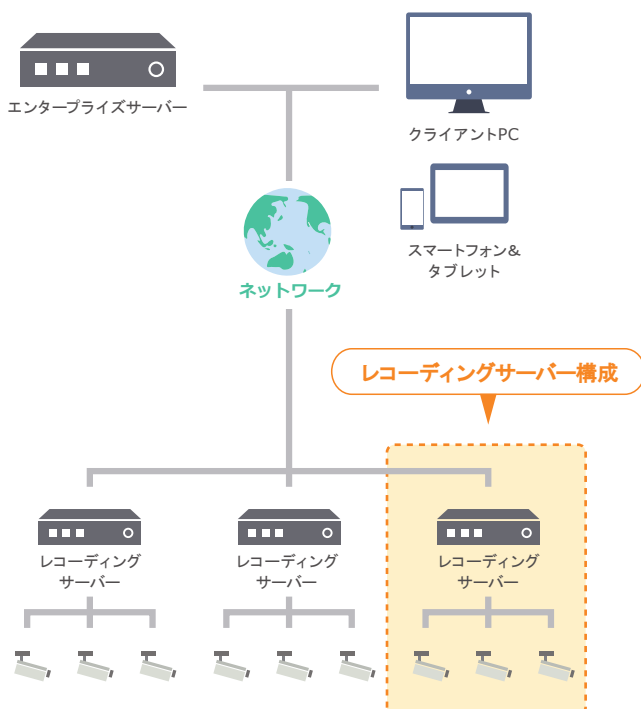 エンタープライズサーバー
クライアントPC
スマートフォン&
タブレット
ネットワーク
レコーディングサーバー構成
レコーディング
サーバー
レコーディング
サーバー
レコーディング
サーバー